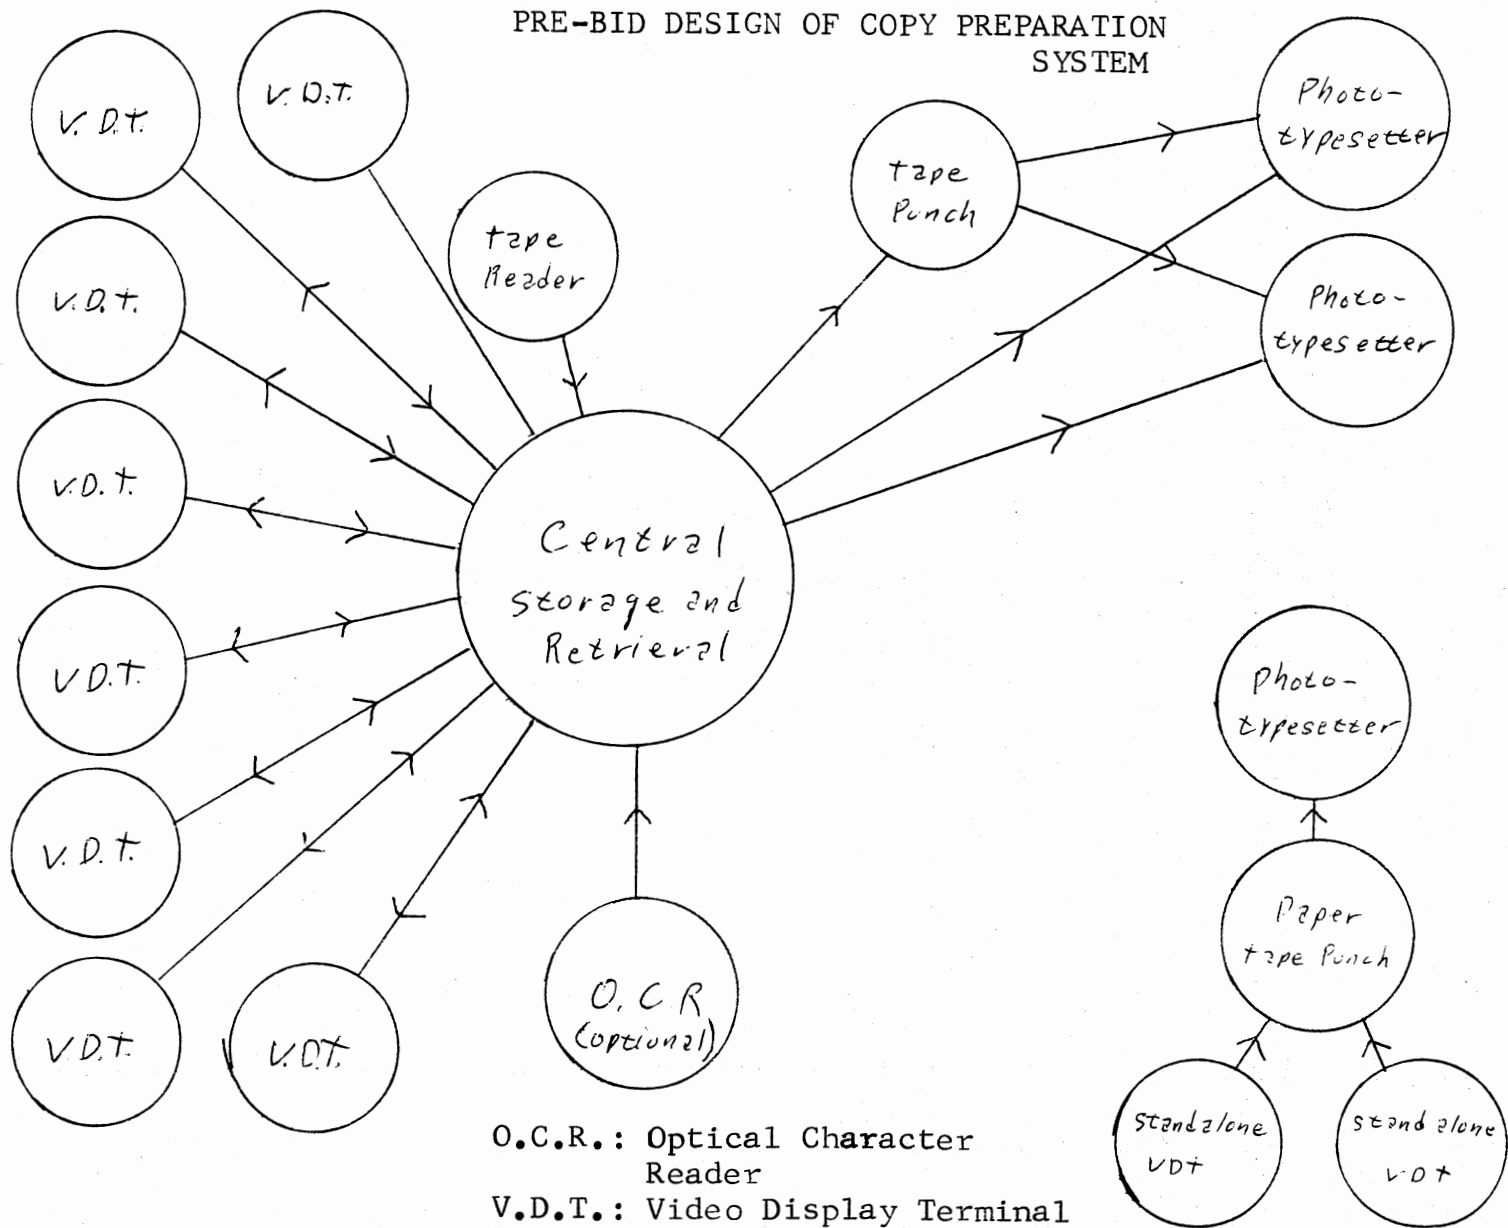 PRE-BID DESIGN OF COPY PREPARATION
SYSTEM
V. D.T.
V. D.T.
tape
Reader
tape
Punch
Photo-
typesetter
V.D.T.
Photo-
typesetter
V.D.T.
Central
Storage and
Retrieval
V D.T.
Photo-
typesetter
V. D.T.
Paper
tape Punch
V.D.T.
V.D.T.
O.C.R
(optional)
Standalone
VDT
Stand alone
VDT
O.C.R.: Optical Character
Reader
V.D.T.: Video Display Terminal